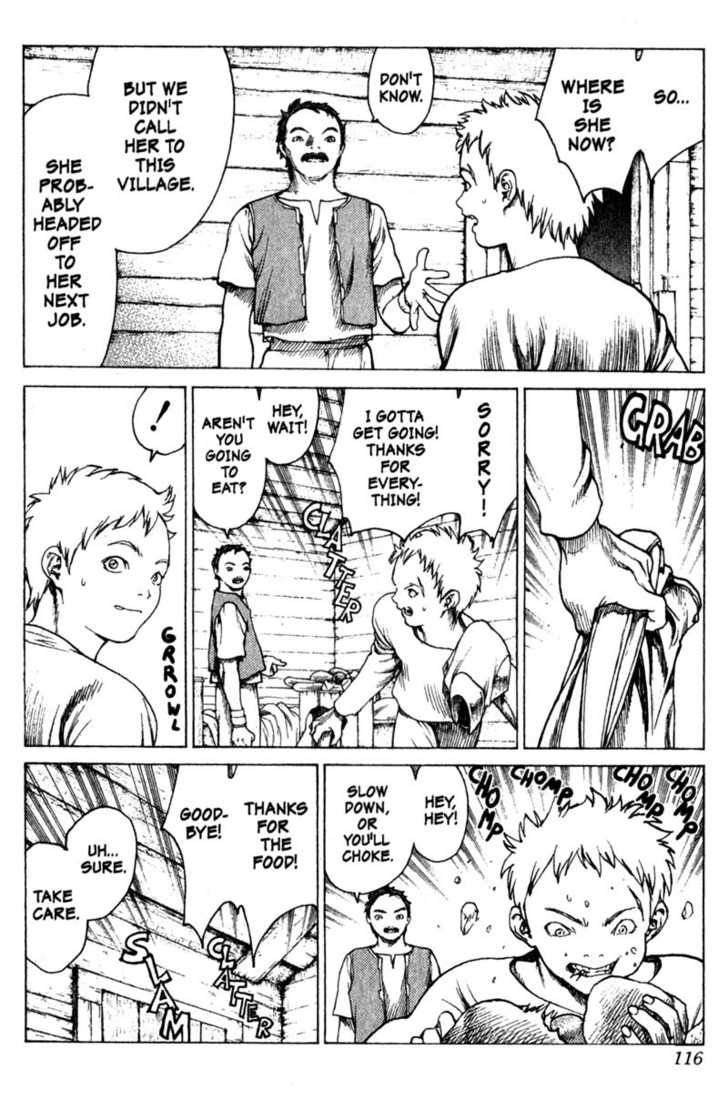 SO...
WHERE
IS
SHE
NOW?
DON'T
KNOW.
BUT WE
DIDN'T
CALL
HER TO
THIS
VILLAGE.
SHE
PROB-
ABLY
HEADED
OFF
TO
HER
NEXT
JOB.
GRAB
SORRY!
I GOTTA
GET GOING!
THANKS
FOR
EVERY-
THING!
CLATTER
HEY,
WAIT!
AREN'T
YOU
GOING
TO
EAT?
!
GRROWL
CHOMP
CHOMP
CHOMP
CHOMP
HEY,
HEY!
SLOW
DOWN,
OR
YOU'LL
CHOKE.
THANKS
FOR
THE
FOOD!
GOOD-
BYE!
CLATTER
SLAM
UH...
SURE.
TAKE
CARE.
116